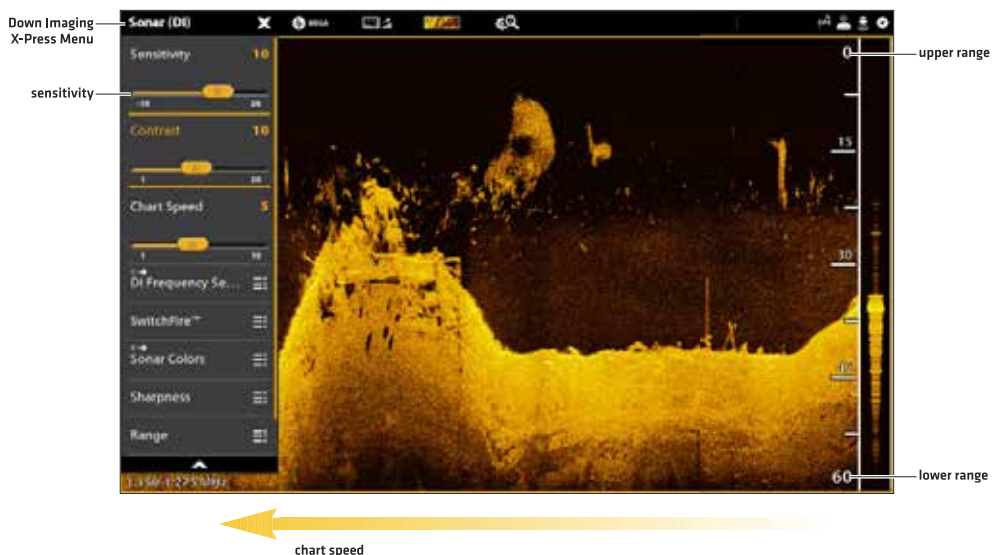 Down Imaging
X-Press Menu
Sonar (DI)
MEGA
upper range
Sensitivity 10
sensitivity
-10 20
Contrast 10
1 20
Chart Speed 5
1 10
DI Frequency Se...
SwitchFire™
Sonar Colors
Sharpness
Range
0
15
30
45
60
lower range
chart speed